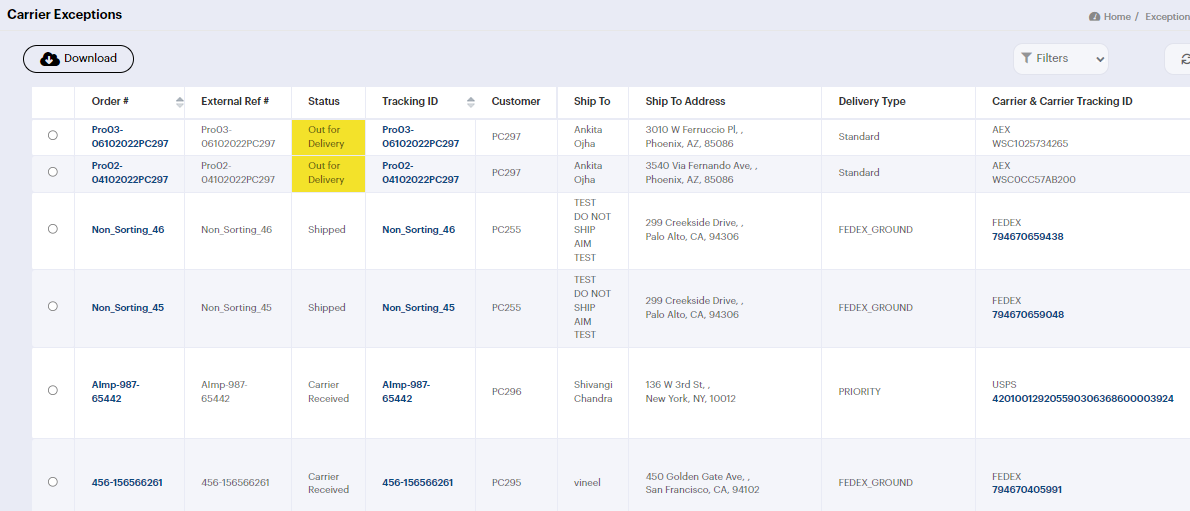 Carrier Exceptions
Home / Exception
Download
Filters
Order # External Ref # Status Tracking ID Customer Ship To Ship To Address Delivery Type Carrier & Carrier Tracking ID
Pro03- Pro03- Out for Pro03- Ankita 3010 W Ferruccio Pl, , AEX
06102022PC297 06102022PC297 Delivery 06102022PC297 PC297 Ojha Phoenix, AZ, 85086 Standard WSC1025734265
Pro02- Pro02- Out for Pro02- Ankita 3540 Via Fernando Ave, , AEX
04102022PC297 04102022PC297 Delivery 04102022PC297 PC297 Ojha Phoenix, AZ, 85086 Standard WSC0CC57AB200
TEST
DO NOT 299 Creekside Drive, , FEDEX
Non_Sorting_46 Non_Sorting_46 Shipped Non_Sorting_46 PC255 SHIP Palo Alto, CA, 94306 FEDEX_GROUND 794670659438
AIM
TEST
TEST
DO NOT 299 Creekside Drive, , FEDEX
Non_Sorting_45 Non_Sorting_45 Shipped Non_Sorting_45 PC255 SHIP Palo Alto, CA, 94306 FEDEX_GROUND 794670659048
AIM
TEST
AImp-987- AImp-987- Carrier AImp-987- Shivangi 136 W 3rd St, , USPS
65442 65442 Received 65442 PC296 Chandra New York, NY, 10012 PRIORITY 420100129205590306368600003924
Carrier 450 Golden Gate Ave, , FEDEX
456-156566261 456-156566261 Received 456-156566261 PC295 vineel San Francisco, CA, 94102 FEDEX_GROUND 794670405991